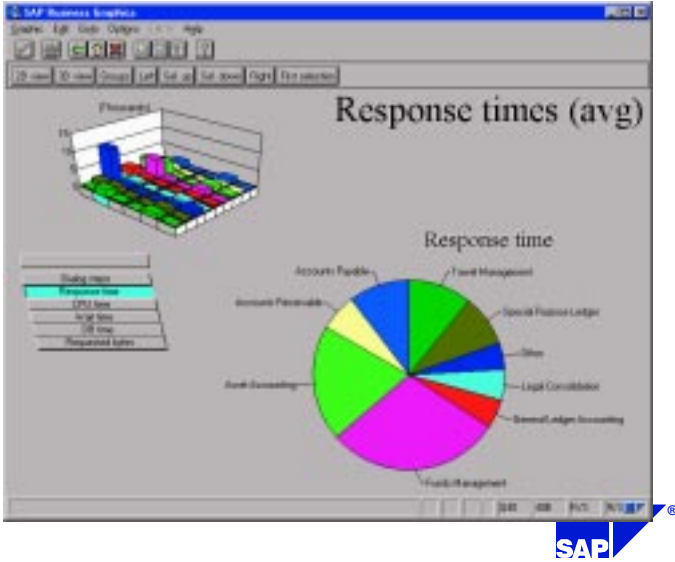 SAP Business Graphics
Graphic Edit Goto Options Help
2D view 3D view Groups Left Set up Set down Right First selection
Response times (avg)
(Thousands)
Response time
Dialog steps
Response time
CPU time
Wait time
DB time
Requested bytes
Accounts Payable
Travel Management
Accounts Receivable
Special Purpose Ledger
Other
Asset Accounting
Legal Consolidation
General Ledger Accounting
Funds Management
SAP ®